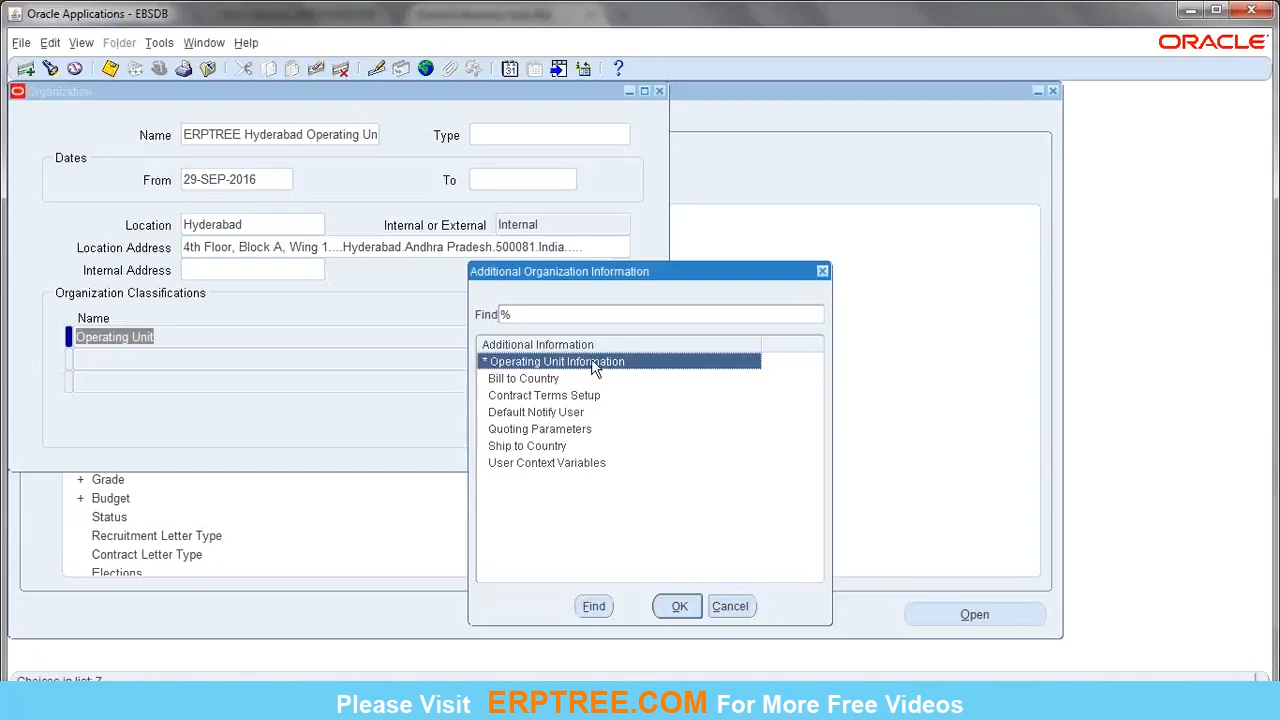 Oracle Applications - EBSDB
File Edit View Folder Tools Window Help
ORACLE
Organization
Name ERPTREE Hyderabad Operating Un Type
Dates
From 29-SEP-2016 To
Location Hyderabad Internal or External Internal
Location Address 4th Floor, Block A, Wing 1....Hyderabad.Andhra Pradesh.500081.India.....
Internal Address
Organization Classifications
Name
Operating Unit
+ Grade
+ Budget
Status
Recruitment Letter Type
Contract Letter Type
Elections
Additional Organization Information
Find %
Additional Information
* Operating Unit Information
Bill to Country
Contract Terms Setup
Default Notify User
Quoting Parameters
Ship to Country
User Context Variables
Find OK Cancel
Open
Choices in list: 7
Please Visit ERPTREE.COM For More Free Videos